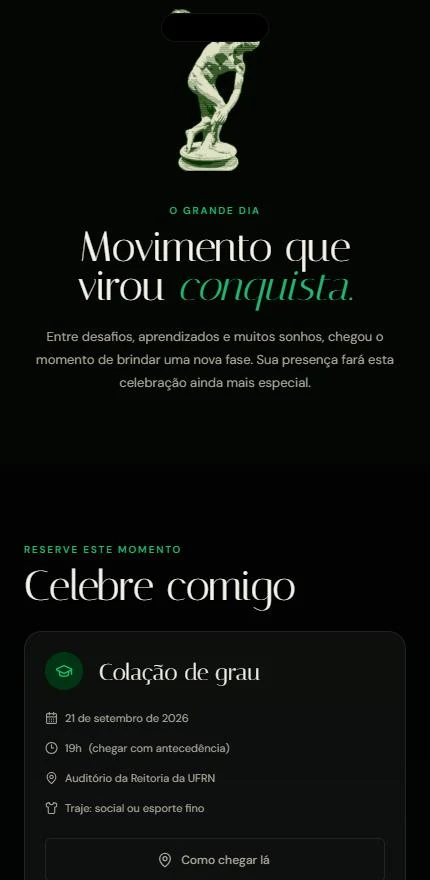 O GRANDE DIA
Movimento que
virou conquista.
Entre desafios, aprendizados e muitos sonhos, chegou o
momento de brindar uma nova fase. Sua presença fará esta
celebração ainda mais especial.
RESERVE ESTE MOMENTO
Celebre comigo
Colação de grau
21 de setembro de 2026
19h (chegar com antecedência)
Auditório da Reitoria da UFRN
Traje: social ou esporte fino
Como chegar lá